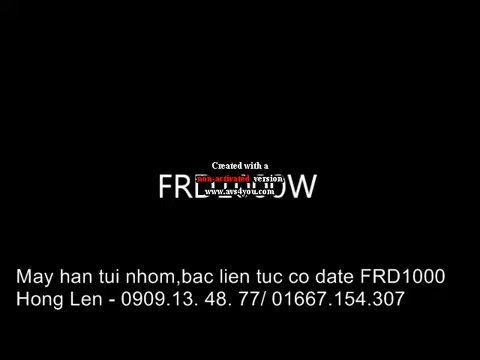 Created with a
non-activated version
www.avs4you.com
FRD1000W
May han tui nhom,bac lien tuc co date FRD1000
Hong Len - 0909.13. 48. 77/ 01667.154.307